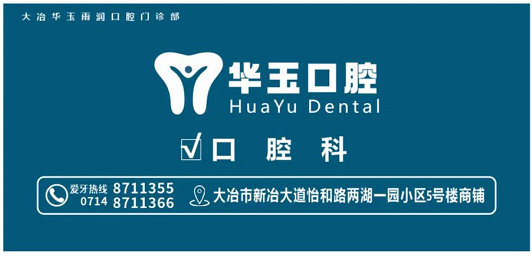 大冶华玉雨润口腔门诊部
华玉口腔
HuaYu Dental
口腔科
爱牙热线 8711355
0714 8711366
大冶市新冶大道怡和路两湖一园小区5号楼商铺